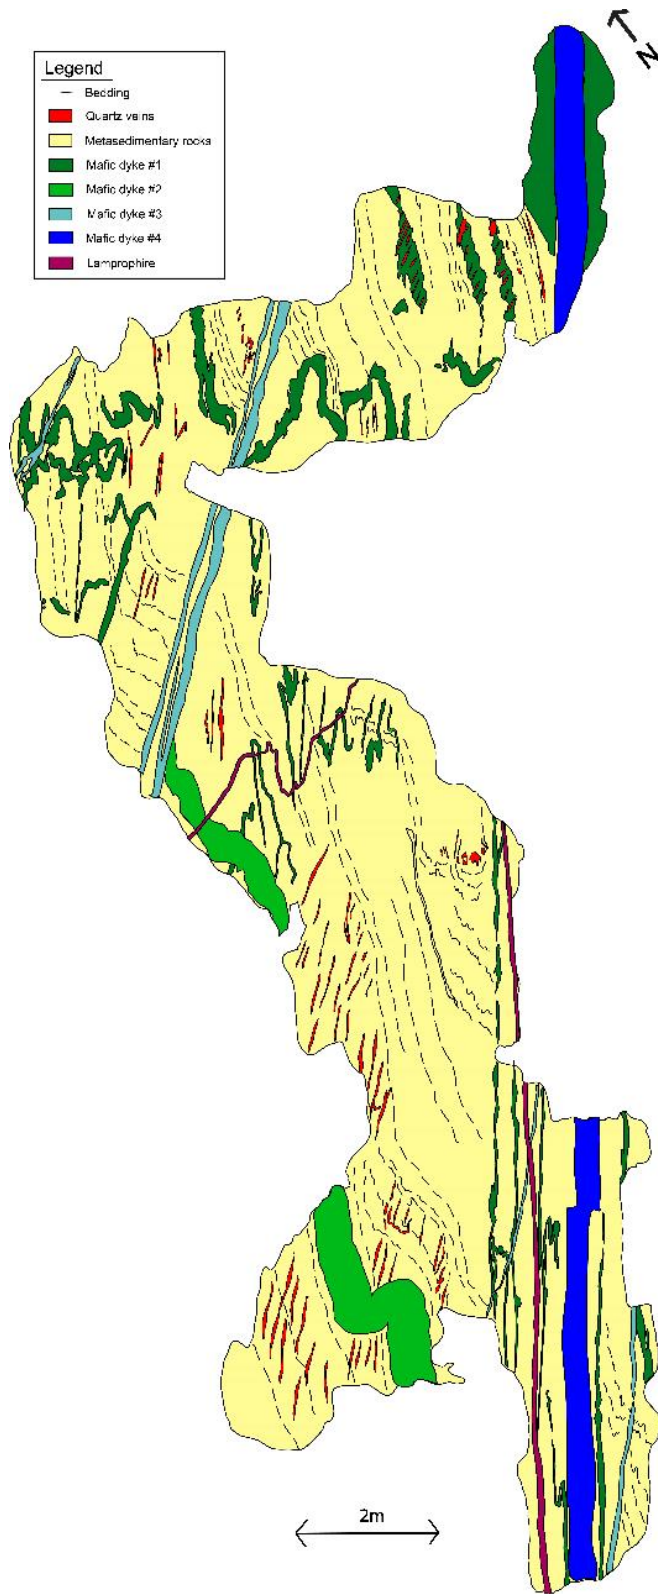 N
Legend
Bedding
Quartz veins
Metasedimentary rocks
Mafic dyke #1
Mafic dyke #2
Mafic dyke #3
Mafic dyke #4
Lamprophire
2m